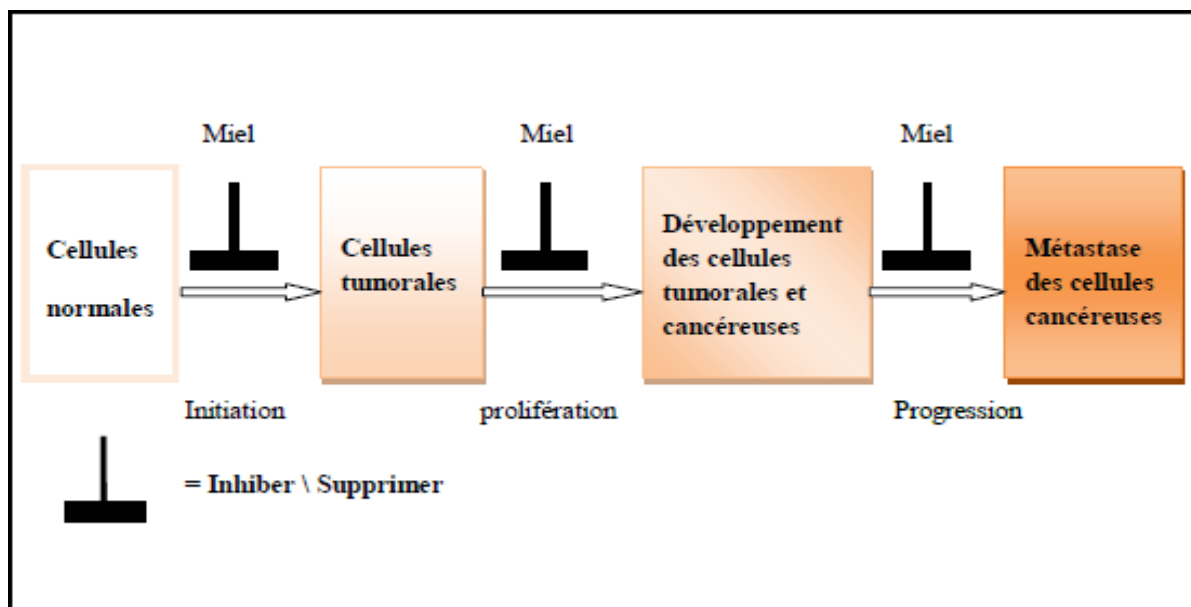 Miel
Miel
Miel
Cellules
normales
Cellules
tumorales
Développement
des cellules
tumorales et
cancéreuses
Métastase
des cellules
cancéreuses
Initiation
prolifération
Progression
= Inhiber \ Supprimer